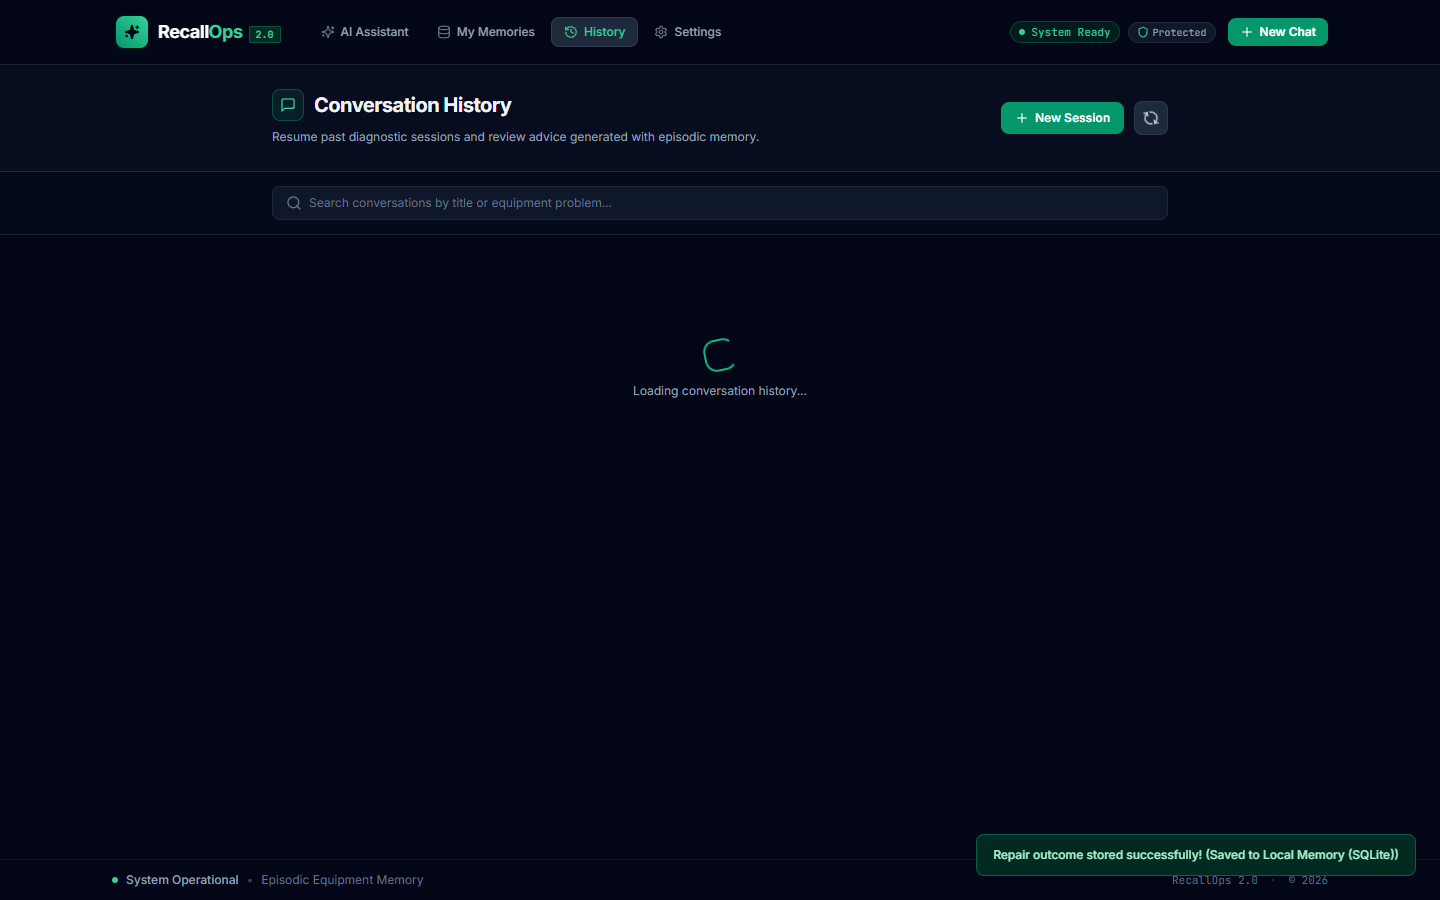 RecallOps 2.0
AI Assistant
My Memories
History
Settings
System Ready
Protected
+ New Chat
Conversation History
Resume past diagnostic sessions and review advice generated with episodic memory.
+ New Session
Search conversations by title or equipment problem...
Loading conversation history...
Repair outcome stored successfully! (Saved to Local Memory (SQLite))
System Operational • Episodic Equipment Memory
RecallOps 2.0 · © 2026